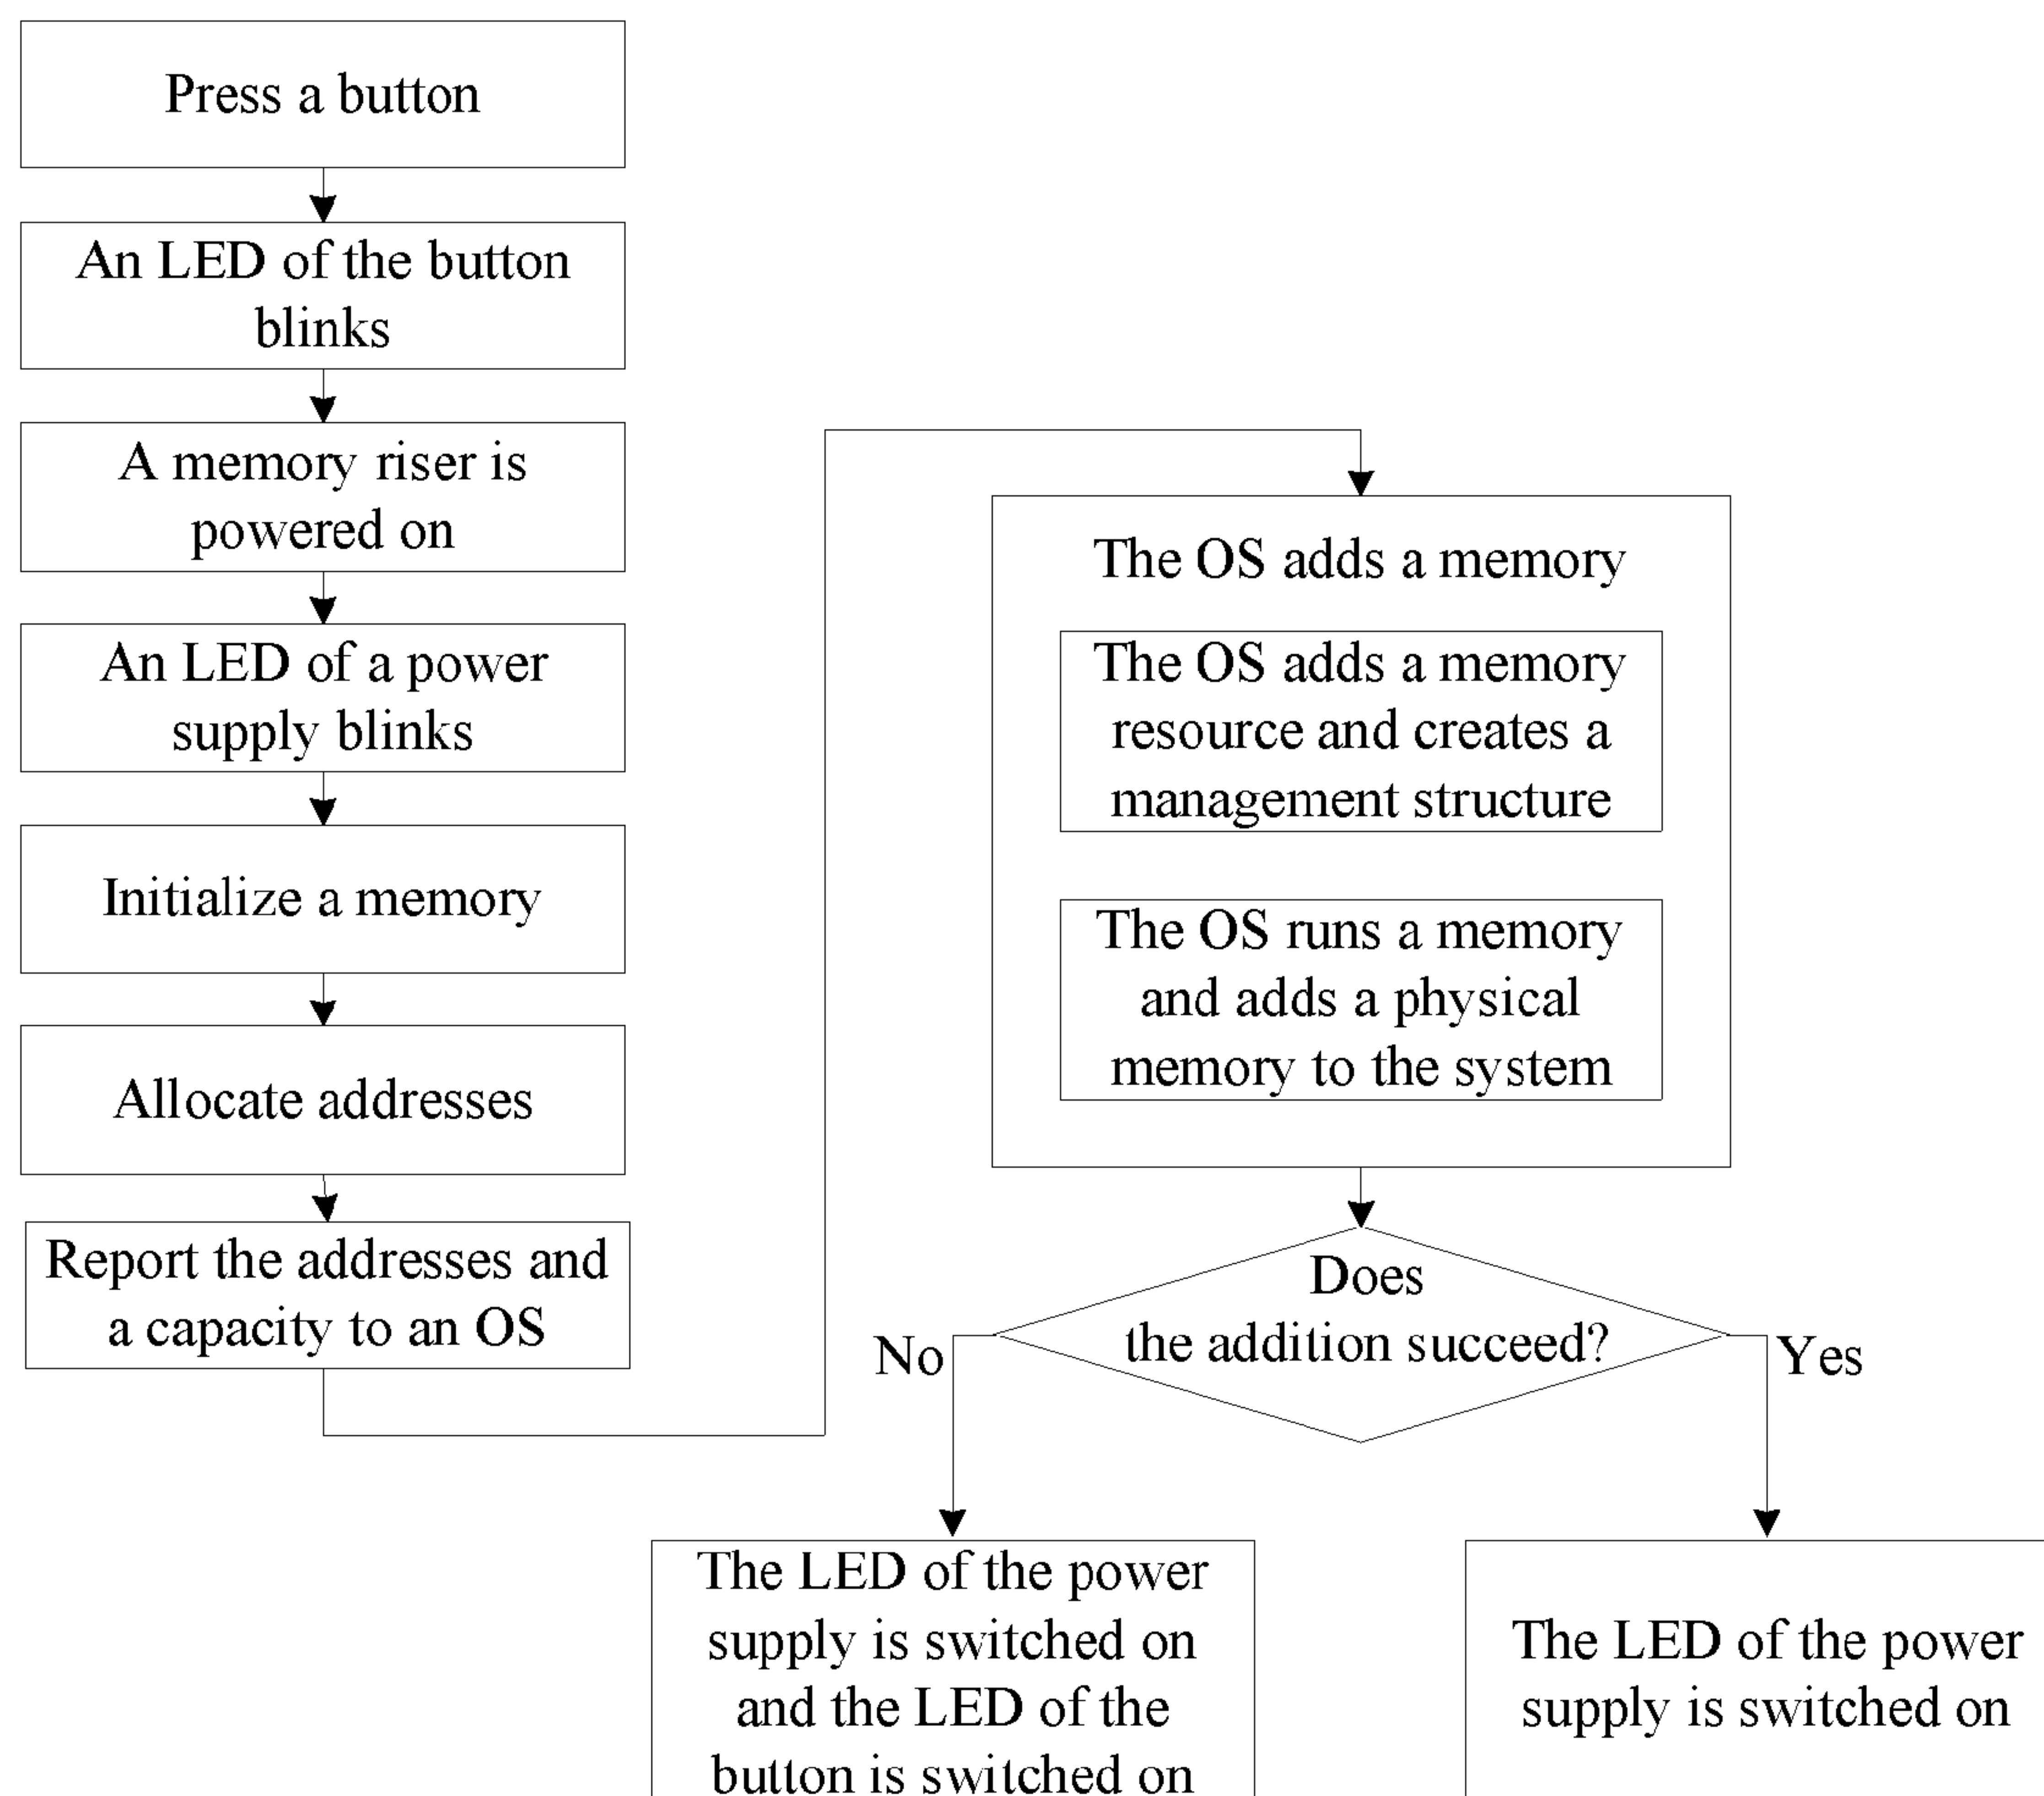 Press a button
An LED of the button
blinks
A memory riser is
powered on
An LED of a power
supply blinks
Initialize a memory
Allocate addresses
Report the addresses and
a capacity to an OS
The OS adds a memory
The OS adds a memory
resource and creates a
management structure
The OS runs a memory
and adds a physical
memory to the system
Does
the addition succeed?
No
Yes
The LED of the power
supply is switched on
and the LED of the
button is switched on
The LED of the power
supply is switched on